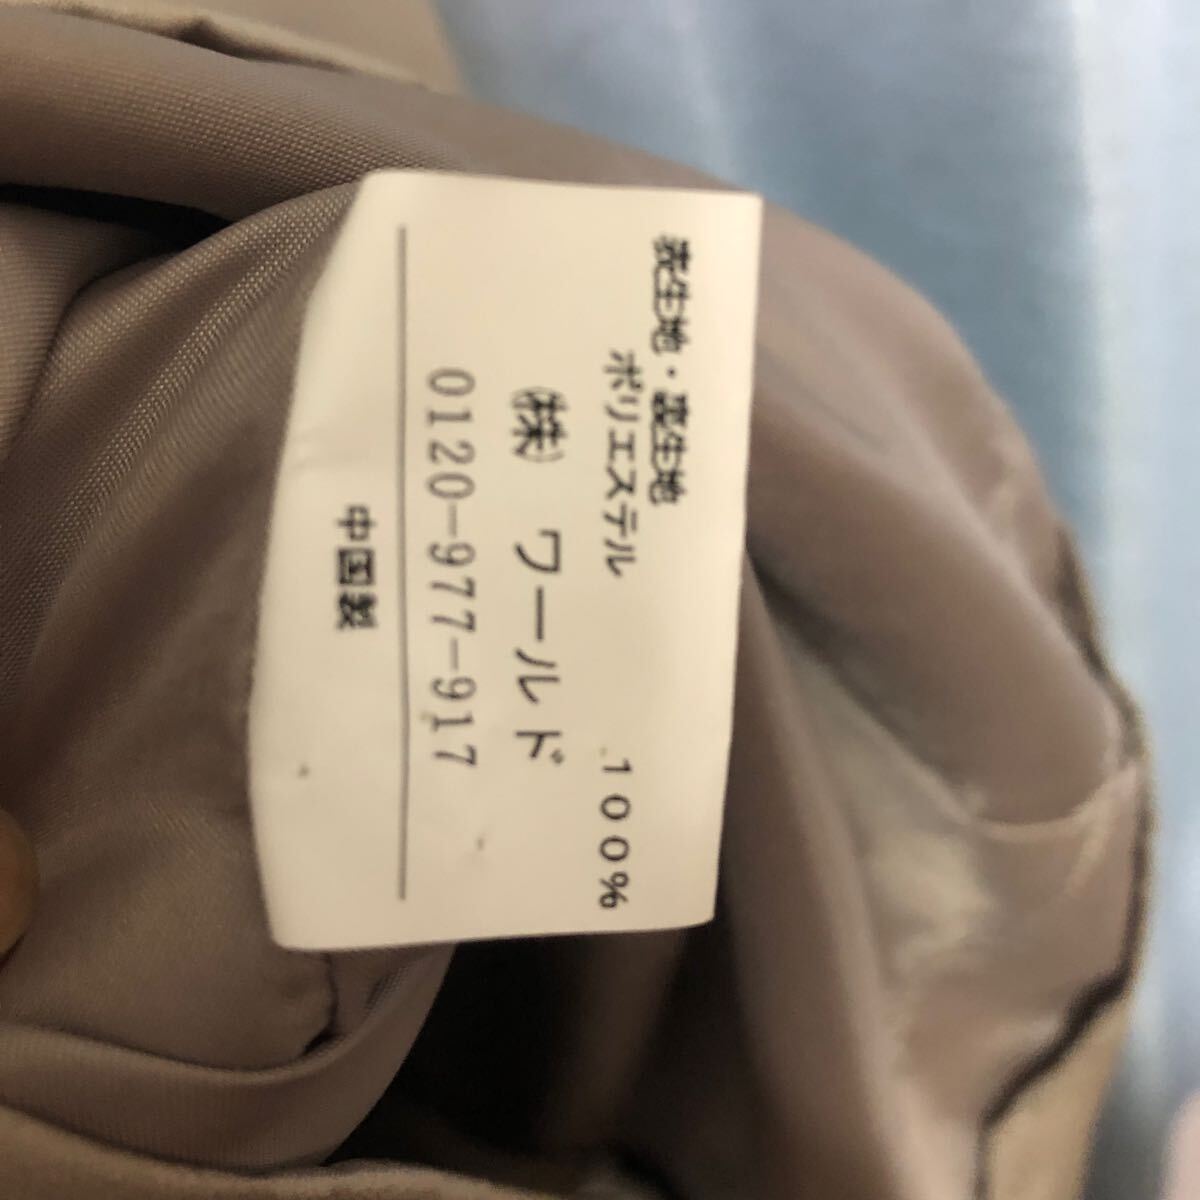 表生地・裏生地
ポリエステル 100%
㈱ ワールド
0120-977-917
中国製